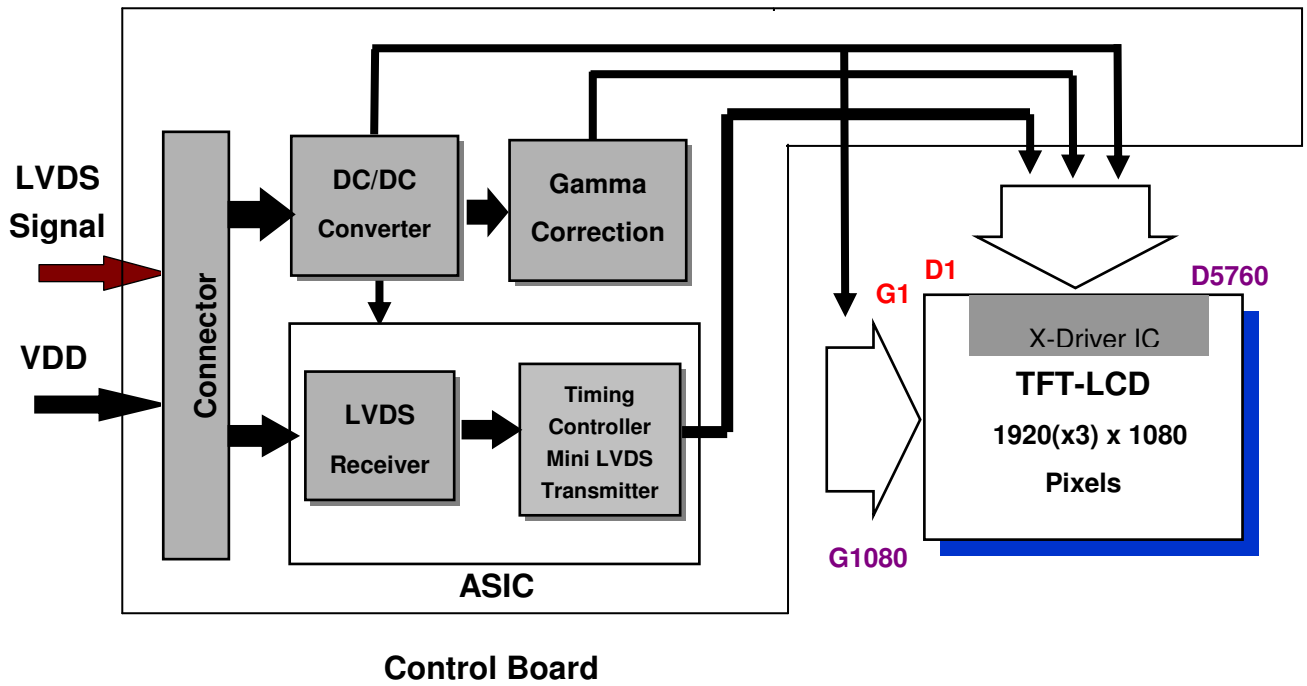 LVDS
Signal
VDD
Connector
DC/DC
Converter
Gamma
Correction
LVDS
Receiver
Timing
Controller
Mini LVDS
Transmitter
ASIC
Control Board
G1
D1
D5760
X-Driver IC
TFT-LCD
1920(x3) x 1080
Pixels
G1080